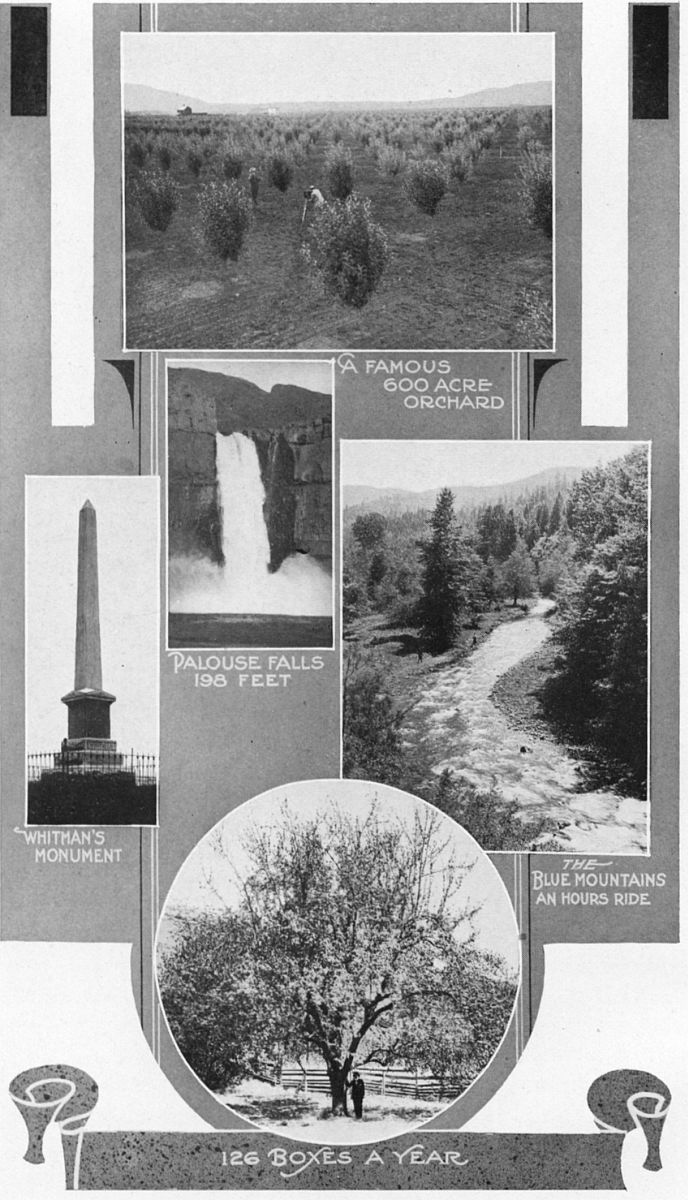 A FAMOUS
600 ACRE
ORCHARD
PALOUSE FALLS
198 FEET
WHITMAN'S
MONUMENT
THE
BLUE MOUNTAINS
AN HOURS RIDE
126 BOXES A YEAR